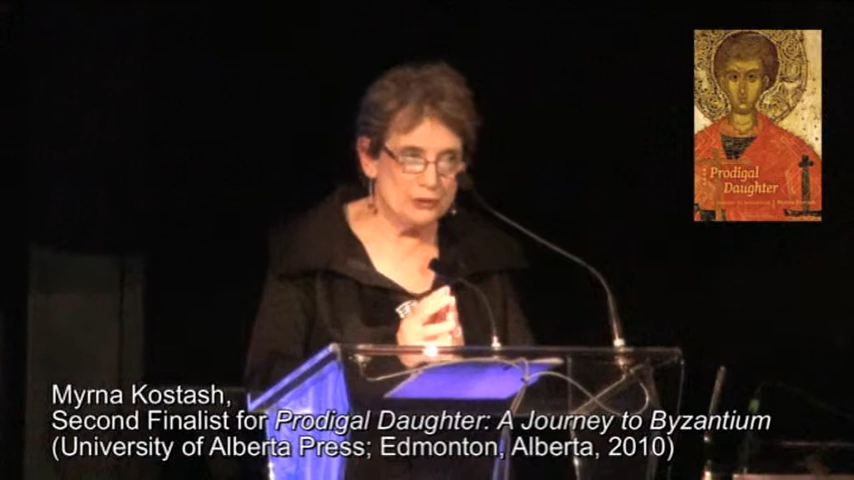 Prodigal
Daughter
Myrna Kostash,
Second Finalist for Prodigal Daughter: A Journey to Byzantium
(University of Alberta Press; Edmonton, Alberta, 2010)